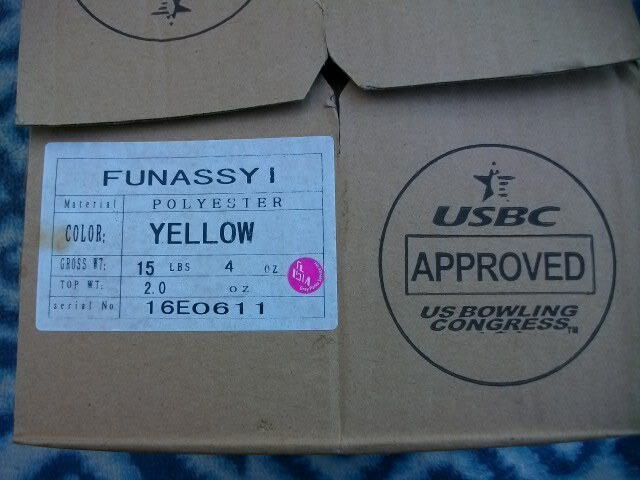 FUNASSYI
Material POLYESTER
COLOR: YELLOW
GROSS WT: 15 LBS 4 OZ
TOP WT: 2.0 OZ
serial No 16E0611
USBC
APPROVED
US BOWLING
CONGRESS™